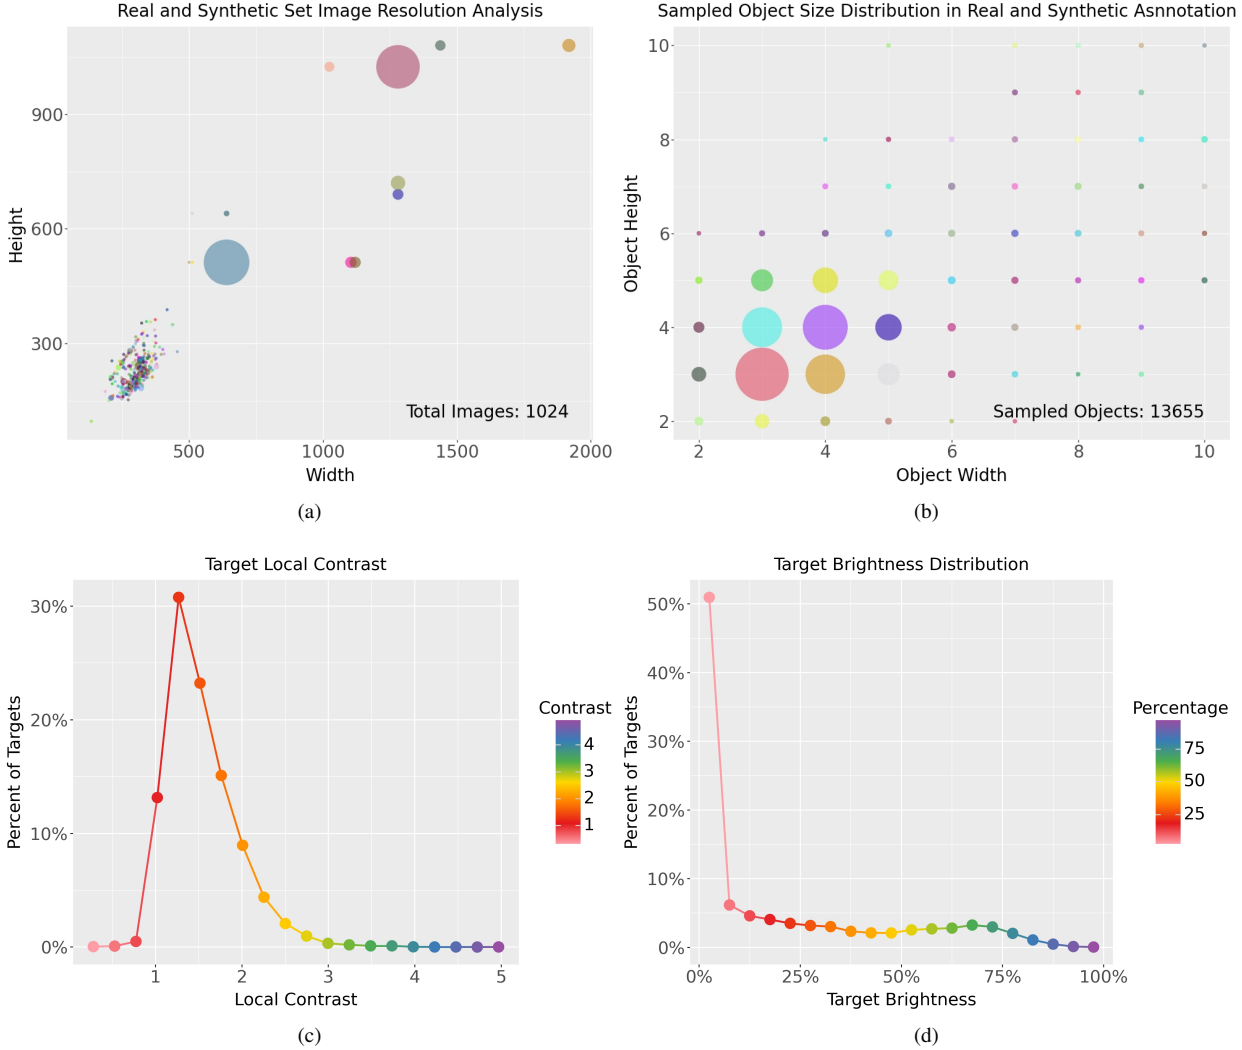 Real and Synthetic Set Image Resolution Analysis
900
600
300
Height
500
1000
1500
2000
Width
Total Images: 1024
(a)
Sampled Object Size Distribution in Real and Synthetic Asnnotation
10
8
6
4
2
Object Height
2
4
6
8
10
Object Width
Sampled Objects: 13655
(b)
Target Local Contrast
30%
20%
10%
0%
Percent of Targets
1
2
3
4
5
Local Contrast
Contrast
4
3
2
1
(c)
Target Brightness Distribution
50%
40%
30%
20%
10%
0%
Percent of Targets
0%
25%
50%
75%
100%
Target Brightness
Percentage
75
50
25
(d)